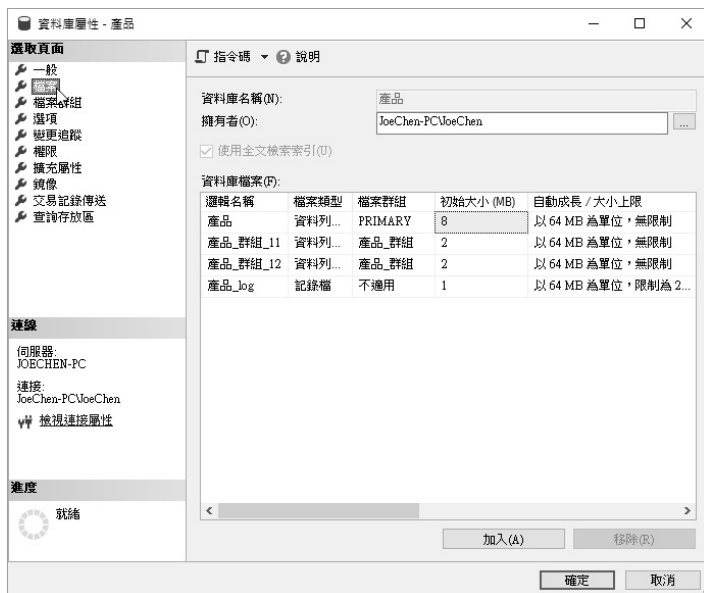 資料庫屬性 - 產品
選取頁面
一般
檔案
檔案群組
選項
變更追蹤
權限
擴充屬性
鏡像
交易記錄傳送
查詢存放區
連線
伺服器:
JOECHEN-PC
連接:
JoeChen-PC\JoeChen
檢視連接屬性
進度
就緒
指令碼 說明
資料庫名稱(N): 產品
擁有者(O): JoeChen-PC\JoeChen ...
使用全文檢索索引(U)
資料庫檔案(F):
邏輯名稱 檔案類型 檔案群組 初始大小 (MB) 自動成長 / 大小上限
產品 資料列... PRIMARY 8 以 64 MB 為單位,無限制
產品_群組_11 資料列... 產品_群組 2 以 64 MB 為單位,無限制
產品_群組_12 資料列... 產品_群組 2 以 64 MB 為單位,無限制
產品_log 記錄檔 不適用 1 以 64 MB 為單位,限制為 2...
加入(A) 移除(R)
確定 取消